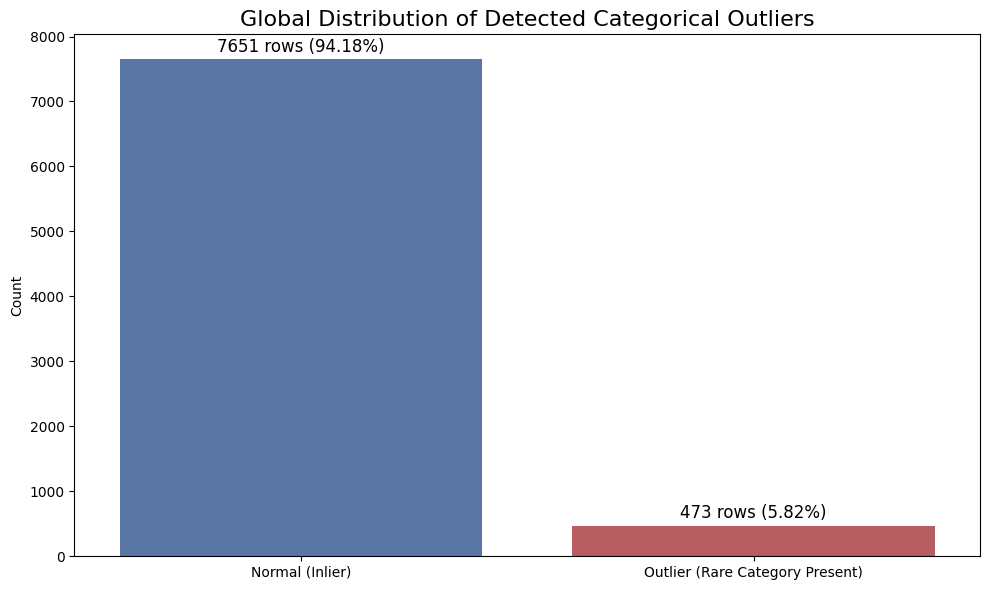 Global Distribution of Detected Categorical Outliers
8000
7651 rows (94.18%)
7000
6000
5000
4000
3000
2000
1000
0
Count
473 rows (5.82%)
Normal (Inlier)
Outlier (Rare Category Present)